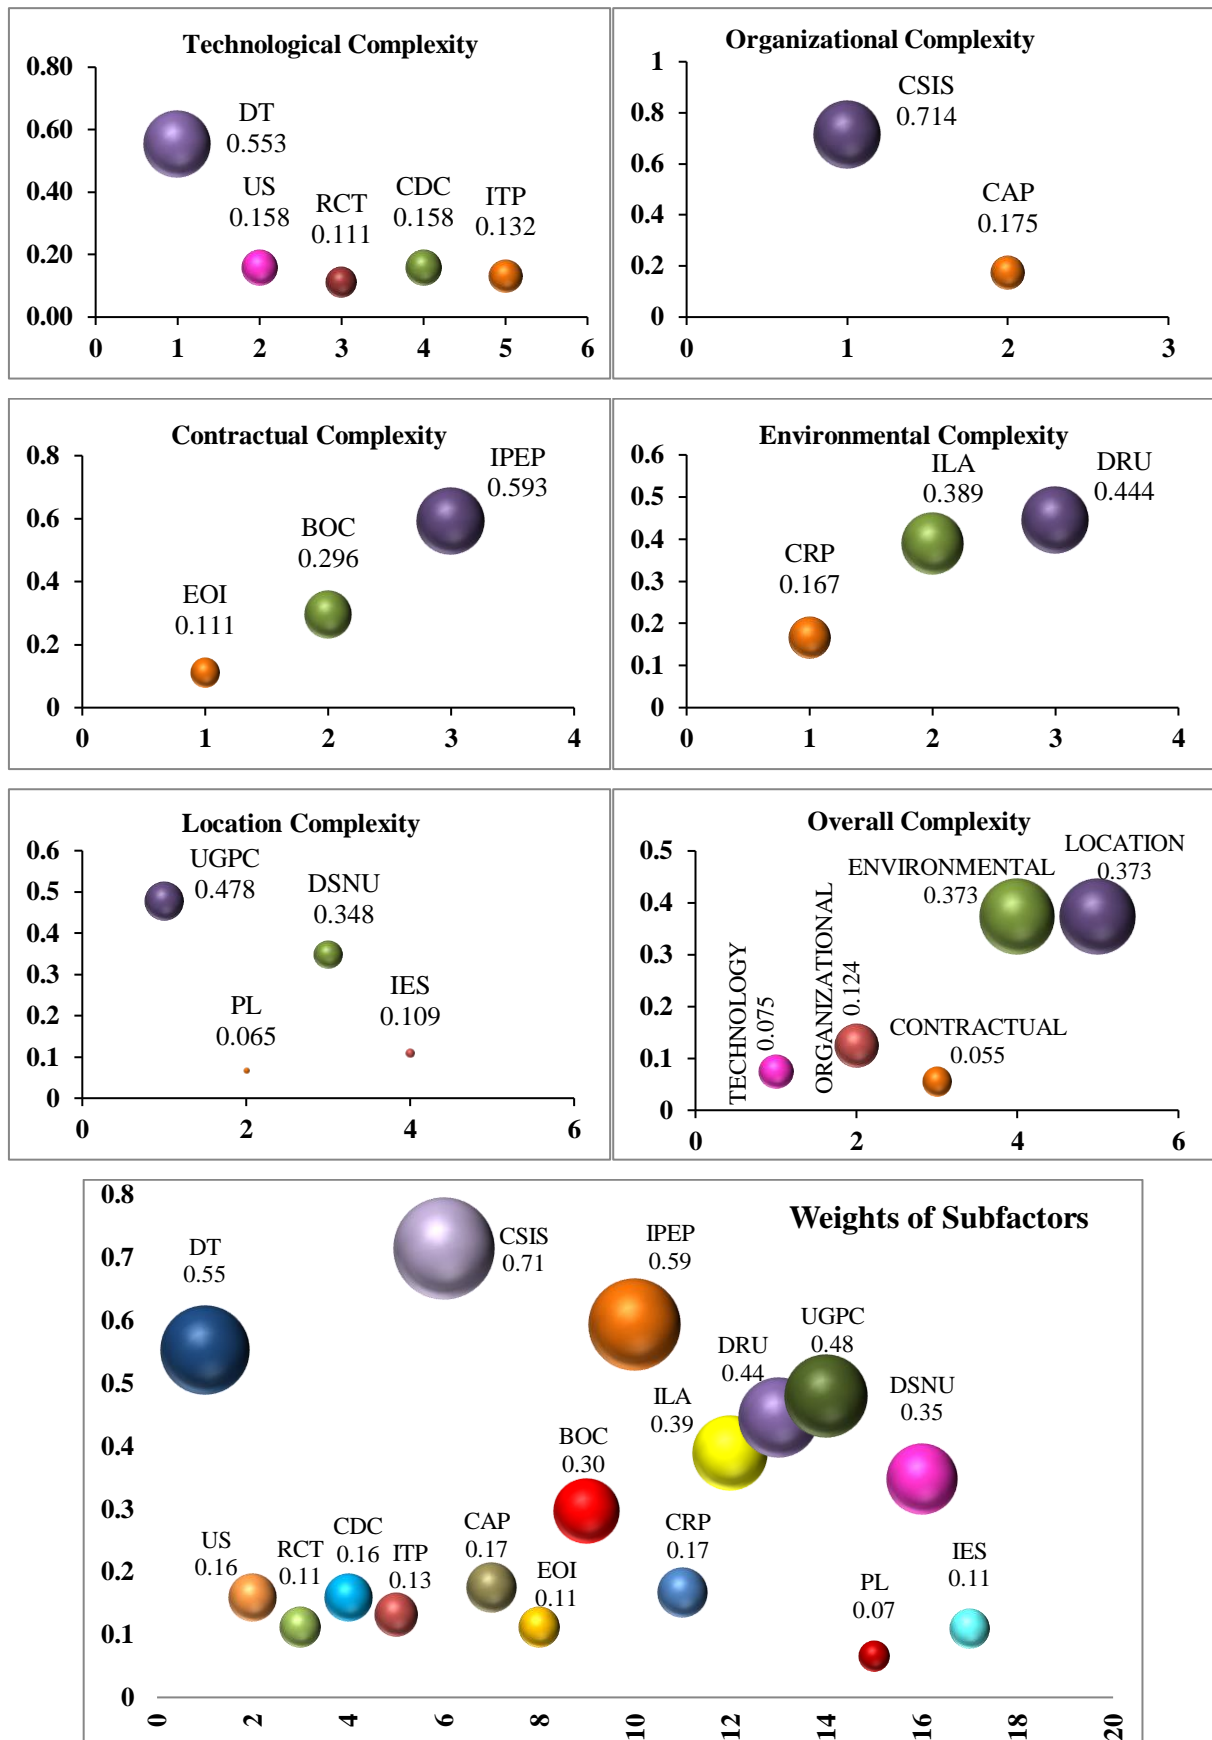 Technological Complexity
0.80
0.60
0.40
0.20
0.00
DT
0.553
US
0.158
RCT
0.111
CDC
0.158
ITP
0.132
0 1 2 3 4 5 6
Organizational Complexity
1
0.8
0.6
0.4
0.2
0
CSIS
0.714
CAP
0.175
0 1 2 3
Contractual Complexity
0.8
0.6
0.4
0.2
0
IPEP
0.593
BOC
0.296
EOI
0.111
0 1 2 3 4
Environmental Complexity
0.6
0.5
0.4
0.3
0.2
0.1
0
ILA
0.389
DRU
0.444
CRP
0.167
0 1 2 3 4
Location Complexity
0.6
0.5
0.4
0.3
0.2
0.1
0
UGPC
0.478
DSNU
0.348
PL
0.065
IES
0.109
0 2 4 6
Overall Complexity
0.5
0.4
0.3
0.2
0.1
0
TECHNOLOGY
0.075
ORGANIZATIONAL
0.124
ENVIRONMENTAL
0.373
LOCATION
0.373
CONTRACTUAL
0.055
0 2 4 6
Weights of Subfactors
0.8
0.7
0.6
0.5
0.4
0.3
0.2
0.1
0
DT
0.55
CSIS
0.71
IPEP
0.59
UGPC
0.48
DRU
0.44
ILA
0.39
DSNU
0.35
BOC
0.30
US
0.16
RCT
0.11
CDC
0.16
ITP
0.13
CAP
0.17
EOI
0.11
CRP
0.17
PL
0.07
IES
0.11
0 2 4 6 8 10 12 14 16 18 20